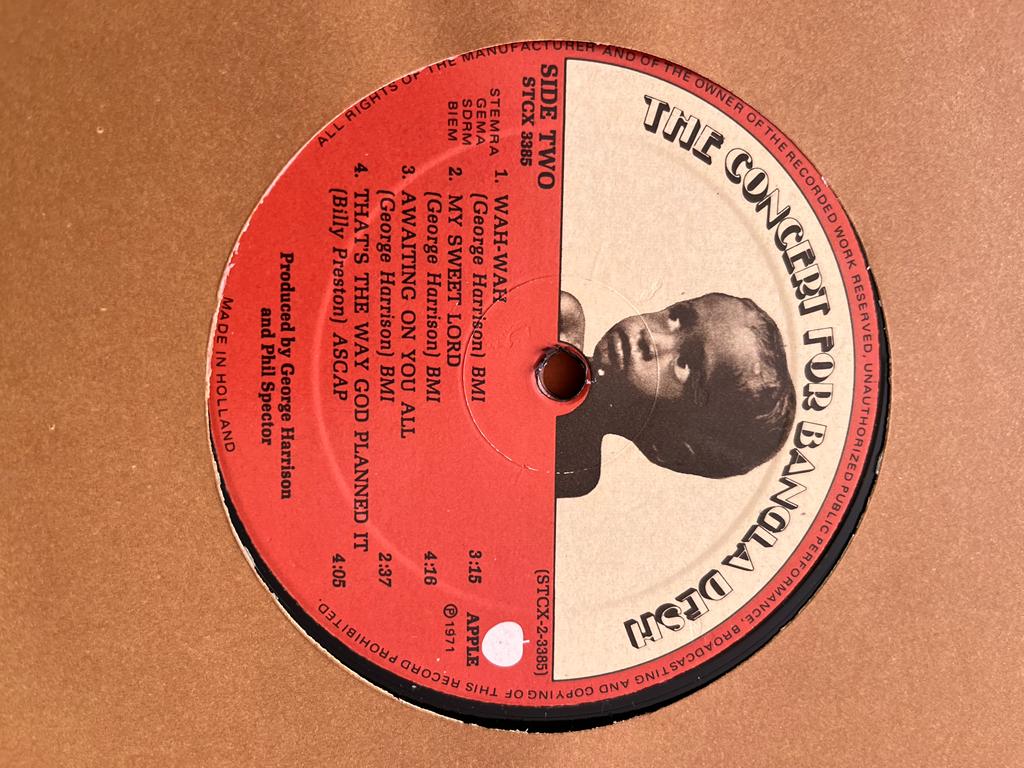 THE CONCERT FOR BANGLA DESH
SIDE TWO
STCX 3385
(STCX-2-3385)
STEMRA
GEMA
SDRM
BIEM
APPLE
℗1971
1. WAH-WAH
(George Harrison) BMI 3:15
2. MY SWEET LORD
(George Harrison) BMI 4:16
3. AWAITING ON YOU ALL
(George Harrison) BMI 2:37
4. THAT'S THE WAY GOD PLANNED IT
(Billy Preston) ASCAP 4:05
Produced by George Harrison
and Phil Spector
MADE IN HOLLAND
ALL RIGHTS OF THE MANUFACTURER AND OF THE OWNER OF THE RECORDED WORK RESERVED, UNAUTHORIZED PUBLIC PERFORMANCE, BROADCASTING AND COPYING OF THIS RECORD PROHIBITED.